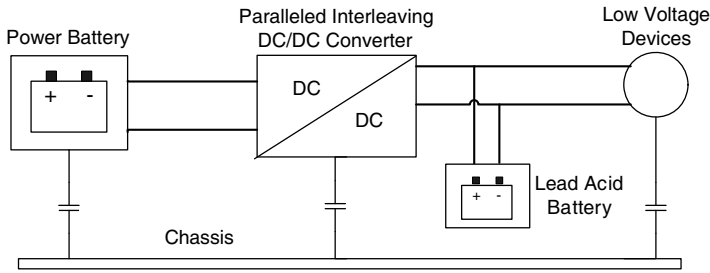 Power Battery
Paralleled Interleaving
DC/DC Converter
Low Voltage
Devices
+ -
DC
DC
+ -
Lead Acid
Battery
Chassis